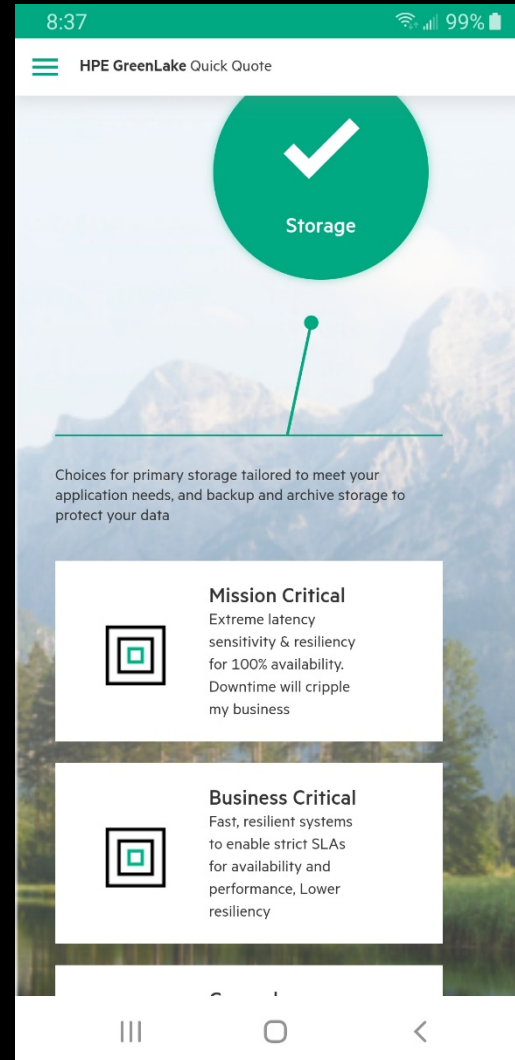 8:37
99%
HPE GreenLake Quick Quote
Storage
Choices for primary storage tailored to meet your
application needs, and backup and archive storage to
protect your data
Mission Critical
Extreme latency
sensitivity & resiliency
for 100% availability.
Downtime will cripple
my business
Business Critical
Fast, resilient systems
to enable strict SLAs
for availability and
performance, Lower
resiliency